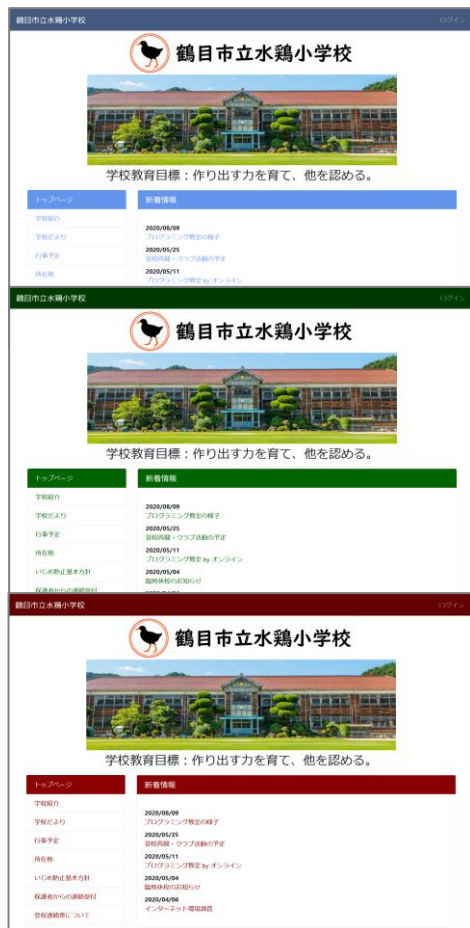 鶴目市立水鶏小学校
ログイン
鶴目市立水鶏小学校
学校教育目標：作り出す力を育て、他を認める。
トップページ
新着情報
学校紹介
学校だより
行事予定
所在地
2020/08/09
プログラミング教室の様子
2020/05/25
登校再開・クラブ活動の予定
2020/05/11
プログラミング教室 by オンライン
鶴目市立水鶏小学校
ログイン
鶴目市立水鶏小学校
学校教育目標：作り出す力を育て、他を認める。
トップページ
新着情報
学校紹介
学校だより
行事予定
所在地
いじめ防止基本方針
保護者からの連絡受付
2020/08/09
プログラミング教室の様子
2020/05/25
登校再開・クラブ活動の予定
2020/05/11
プログラミング教室 by オンライン
2020/05/04
臨時休校のお知らせ
鶴目市立水鶏小学校
ログイン
鶴目市立水鶏小学校
学校教育目標：作り出す力を育て、他を認める。
トップページ
新着情報
学校紹介
学校だより
行事予定
所在地
いじめ防止基本方針
保護者からの連絡受付
登校連絡票について
2020/08/09
プログラミング教室の様子
2020/05/25
登校再開・クラブ活動の予定
2020/05/11
プログラミング教室 by オンライン
2020/05/04
臨時休校のお知らせ
2020/04/06
インターネット環境調査